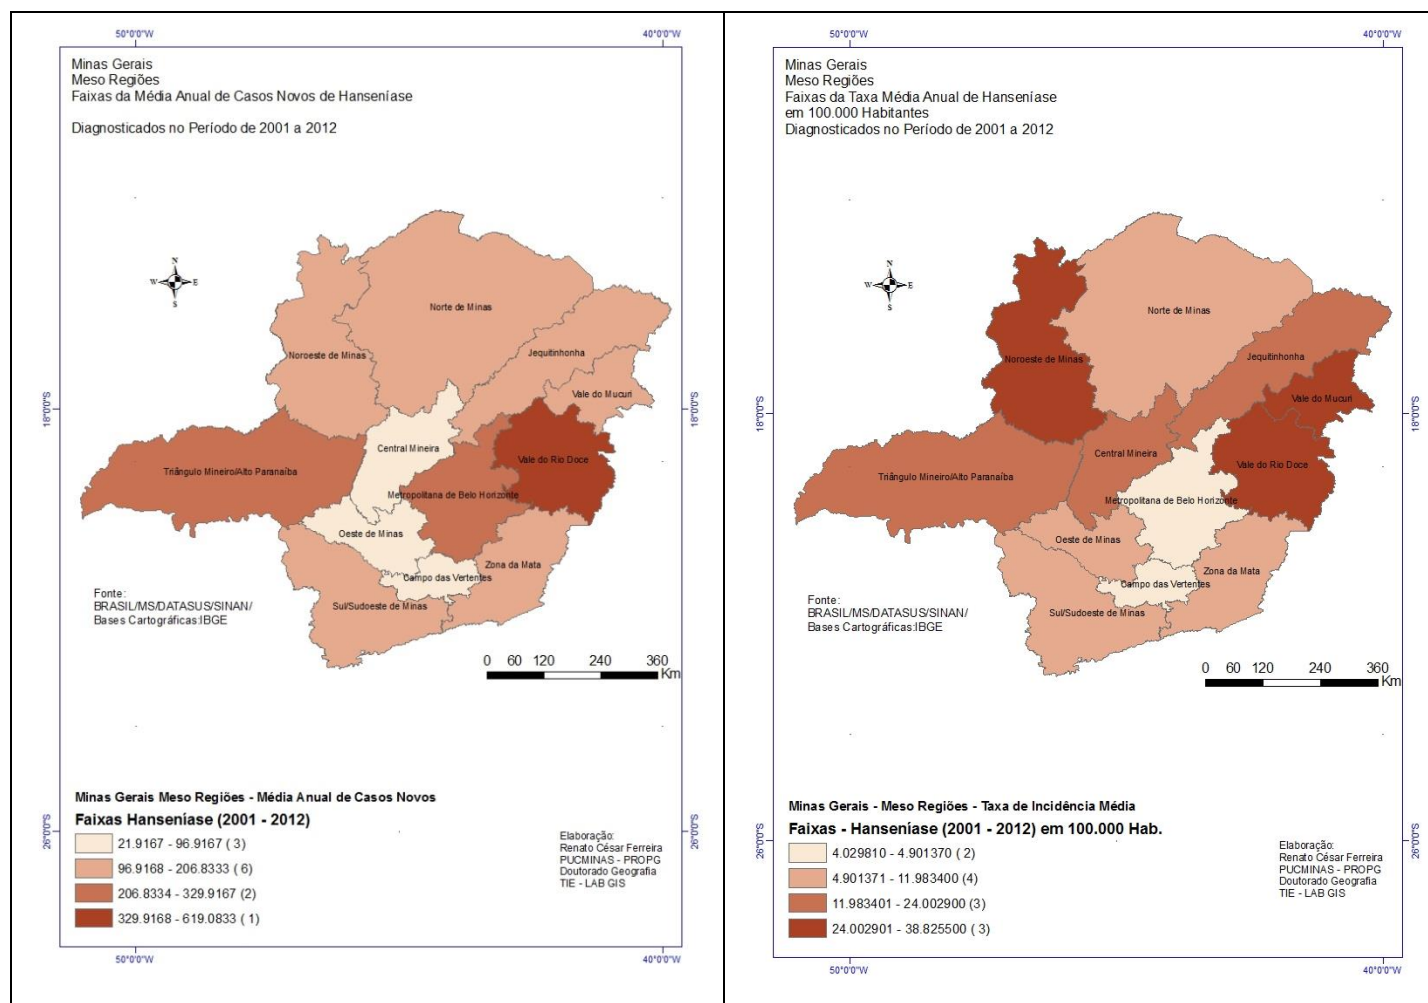 50°0'0"W
40°0'0"W
Minas Gerais
Meso Regiões
Faixas da Média Anual de Casos Novos de Hanseníase
Diagnosticados no Período de 2001 a 2012
N
W
E
S
Norte de Minas
Noroeste de Minas
Jequitinhonha
Vale do Mucuri
18°0'0"S
18°0'0"S
Central Mineira
Vale do Rio Doce
Triângulo Mineiro/Alto Paranaíba
Metropolitana de Belo Horizonte
Oeste de Minas
Zona da Mata
Campo das Vertentes
Sul/Sudoeste de Minas
Fonte:
BRASIL/MS/DATASUS/SINAN/
Bases Cartográficas:IBGE
0 60 120 240 360
Km
Minas Gerais Meso Regiões - Média Anual de Casos Novos
Faixas Hanseníase (2001 - 2012)
21.9167 - 96.9167 ( 3)
96.9168 - 206.8333 ( 6)
206.8334 - 329.9167 (2)
329.9168 - 619.0833 ( 1)
Elaboração:
Renato César Ferreira
PUCMINAS - PROPG
Doutorado Geografia
TIE - LAB GIS
26°0'0"S
26°0'0"S
50°0'0"W
40°0'0"W
50°0'0"W
40°0'0"W
Minas Gerais
Meso Regiões
Faixas da Taxa Média Anual de Hanseníase
em 100.000 Habitantes
Diagnosticados no Período de 2001 a 2012
N
W
E
S
Norte de Minas
Noroeste de Minas
Jequitinhonha
Vale do Mucuri
18°0'0"S
18°0'0"S
Central Mineira
Vale do Rio Doce
Triângulo Mineiro/Alto Paranaíba
Metropolitana de Belo Horizonte
Oeste de Minas
Zona da Mata
Campo das Vertentes
Sul/Sudoeste de Minas
Fonte:
BRASIL/MS/DATASUS/SINAN/
Bases Cartográficas:IBGE
0 60 120 240 360
Km
Minas Gerais - Meso Regiões - Taxa de Incidência Média
Faixas - Hanseníase (2001 - 2012) em 100.000 Hab.
4.029810 - 4.901370 ( 2)
4.901371 - 11.983400 (4)
11.983401 - 24.002900 (3)
24.002901 - 38.825500 ( 3)
Elaboração:
Renato César Ferreira
PUCMINAS - PROPG
Doutorado Geografia
TIE - LAB GIS
26°0'0"S
26°0'0"S
50°0'0"W
40°0'0"W